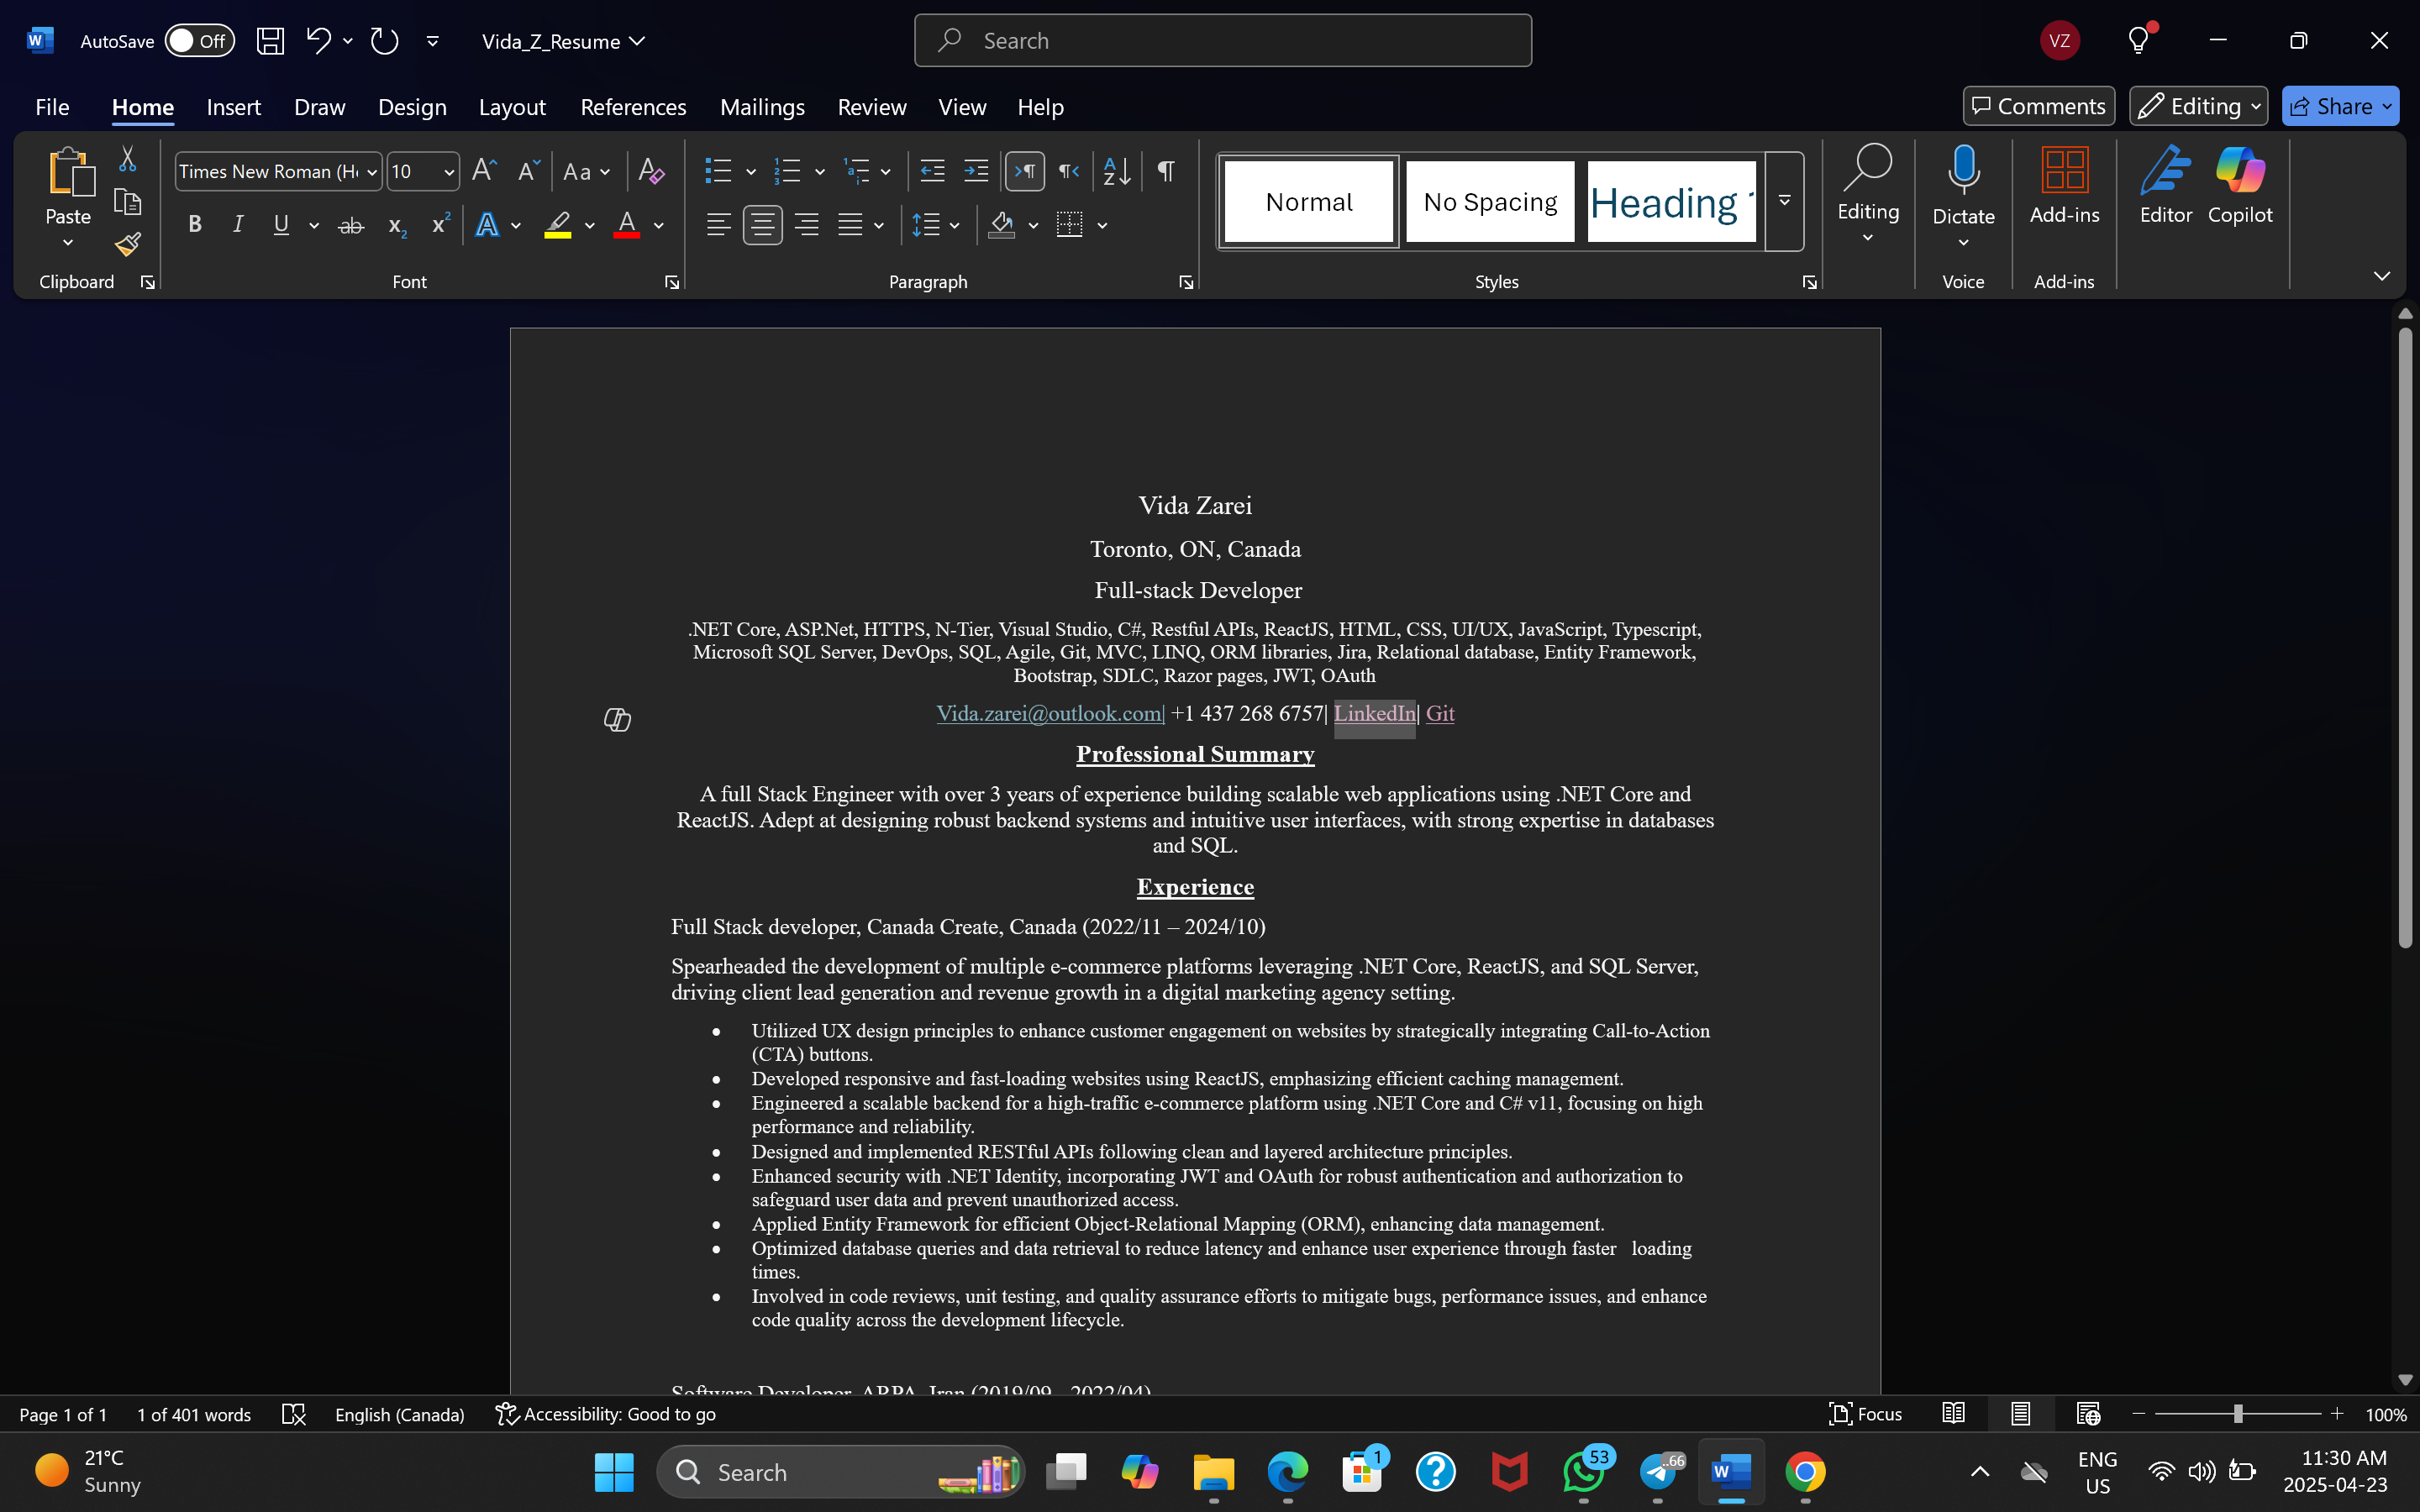 AutoSave Off Vida_Z_Resume Search VZ
File Home Insert Draw Design Layout References Mailings Review View Help Comments Editing Share
Paste Times New Roman (He 10 Normal No Spacing Heading Editing Dictate Add-ins Editor Copilot
Clipboard Font Paragraph Styles Voice Add-ins
Vida Zarei
Toronto, ON, Canada
Full-stack Developer
.NET Core, ASP.Net, HTTPS, N-Tier, Visual Studio, C#, Restful APIs, ReactJS, HTML, CSS, UI/UX, JavaScript, Typescript,
Microsoft SQL Server, DevOps, SQL, Agile, Git, MVC, LINQ, ORM libraries, Jira, Relational database, Entity Framework,
Bootstrap, SDLC, Razor pages, JWT, OAuth
Vida.zarei@outlook.com| +1 437 268 6757| LinkedIn| Git
Professional Summary
A full Stack Engineer with over 3 years of experience building scalable web applications using .NET Core and
ReactJS. Adept at designing robust backend systems and intuitive user interfaces, with strong expertise in databases
and SQL.
Experience
Full Stack developer, Canada Create, Canada (2022/11 – 2024/10)
Spearheaded the development of multiple e-commerce platforms leveraging .NET Core, ReactJS, and SQL Server,
driving client lead generation and revenue growth in a digital marketing agency setting.
• Utilized UX design principles to enhance customer engagement on websites by strategically integrating Call-to-Action
(CTA) buttons.
• Developed responsive and fast-loading websites using ReactJS, emphasizing efficient caching management.
• Engineered a scalable backend for a high-traffic e-commerce platform using .NET Core and C# v11, focusing on high
performance and reliability.
• Designed and implemented RESTful APIs following clean and layered architecture principles.
• Enhanced security with .NET Identity, incorporating JWT and OAuth for robust authentication and authorization to
safeguard user data and prevent unauthorized access.
• Applied Entity Framework for efficient Object-Relational Mapping (ORM), enhancing data management.
• Optimized database queries and data retrieval to reduce latency and enhance user experience through faster   loading
times.
• Involved in code reviews, unit testing, and quality assurance efforts to mitigate bugs, performance issues, and enhance
code quality across the development lifecycle.
Software Developer, ARPA, Iran (2019/09 - 2022/04)
Page 1 of 1 1 of 401 words English (Canada) Accessibility: Good to go Focus 100%
21°C
Sunny
Search
1
53
..66
ENG
US
11:30 AM
2025-04-23